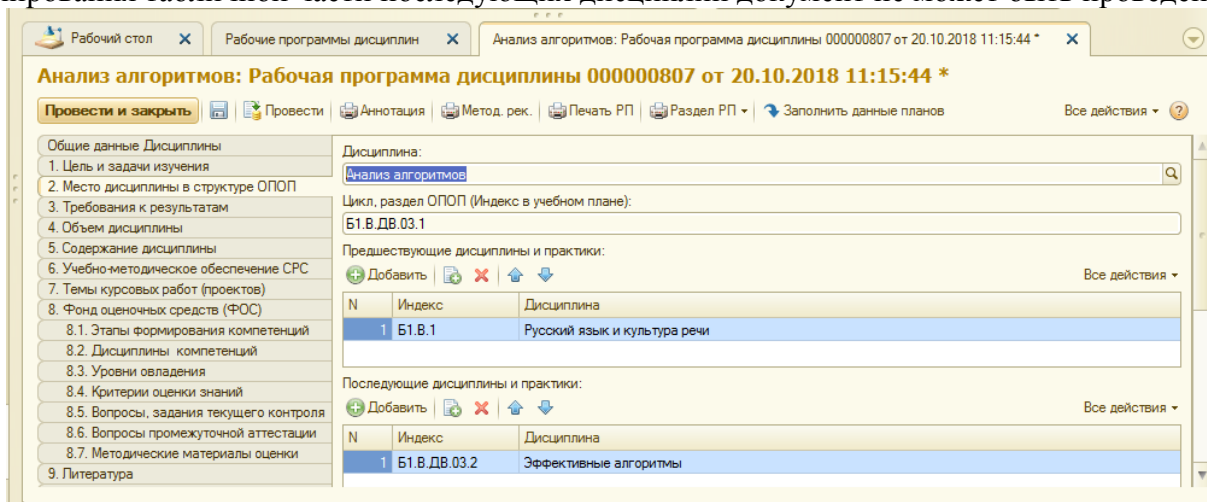 последующих дисциплин документ не может быть проведен
Рабочий стол Рабочие программы дисциплин Анализ алгоритмов: Рабочая программа дисциплины 000000807 от 20.10.2018 11:15:44 *
Анализ алгоритмов: Рабочая программа дисциплины 000000807 от 20.10.2018 11:15:44 *
Провести и закрыть Провести Аннотация Метод. рек. Печать РП Раздел РП Заполнить данные планов Все действия
Общие данные Дисциплины
1. Цель и задачи изучения
2. Место дисциплины в структуре ОПОП
3. Требования к результатам
4. Объем дисциплины
5. Содержание дисциплины
6. Учебно-методическое обеспечение СРС
7. Темы курсовых работ (проектов)
8. Фонд оценочных средств (ФОС)
8.1. Этапы формирования компетенций
8.2. Дисциплины компетенций
8.3. Уровни овладения
8.4. Критерии оценки знаний
8.5. Вопросы, задания текущего контроля
8.6. Вопросы промежуточной аттестации
8.7. Методические материалы оценки
9. Литература
Дисциплина:
Анализ алгоритмов
Цикл, раздел ОПОП (Индекс в учебном плане):
Б1.В.ДВ.03.1
Предшествующие дисциплины и практики:
Добавить Все действия
N Индекс Дисциплина
1 Б1.В.1 Русский язык и культура речи
Последующие дисциплины и практики:
Добавить Все действия
N Индекс Дисциплина
1 Б1.В.ДВ.03.2 Эффективные алгоритмы